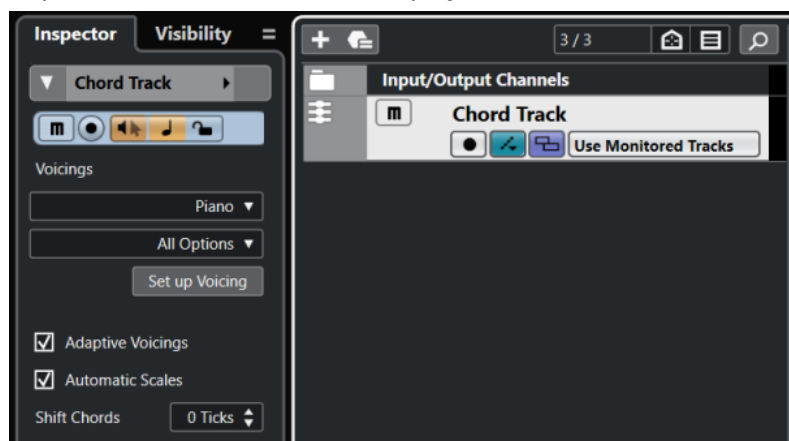 Inspector Visibility
Chord Track
m
Voicings
Piano
All Options
Set up Voicing
Adaptive Voicings
Automatic Scales
Shift Chords 0 Ticks
3/3
Input/Output Channels
m Chord Track
Use Monitored Tracks